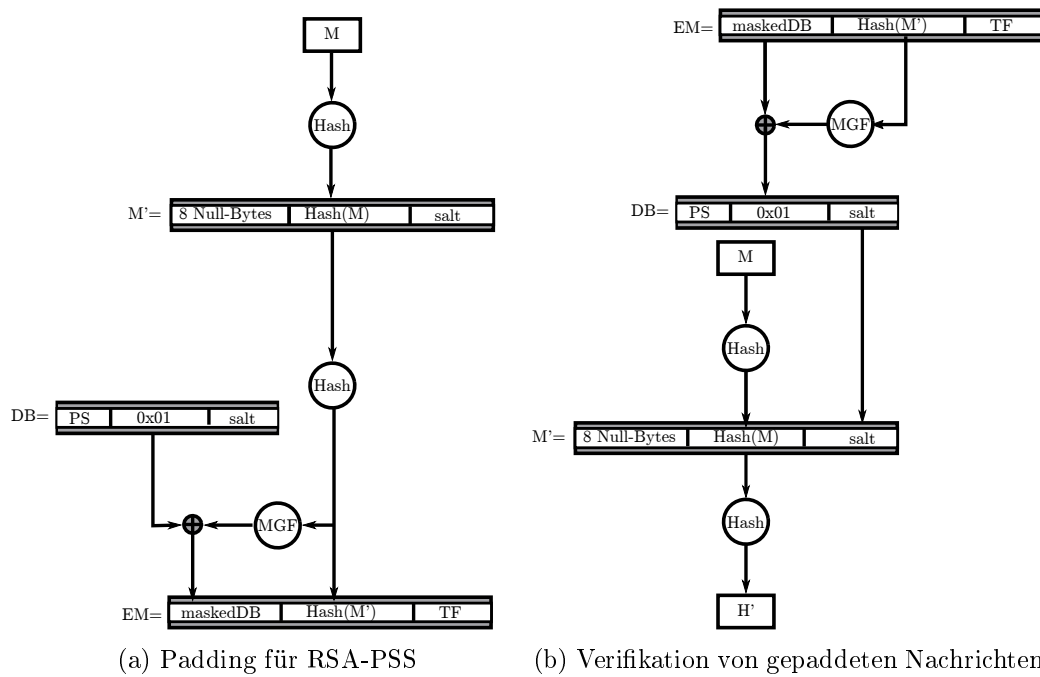 M
Hash
M'= 8 Null-Bytes Hash(M) salt
Hash
DB= PS 0x01 salt
MGF
EM= maskedDB Hash(M') TF
(a) Padding für RSA-PSS
EM= maskedDB Hash(M') TF
MGF
DB= PS 0x01 salt
M
Hash
M'= 8 Null-Bytes Hash(M) salt
Hash
H'
(b) Verifikation von gepaddeten Nachrichten